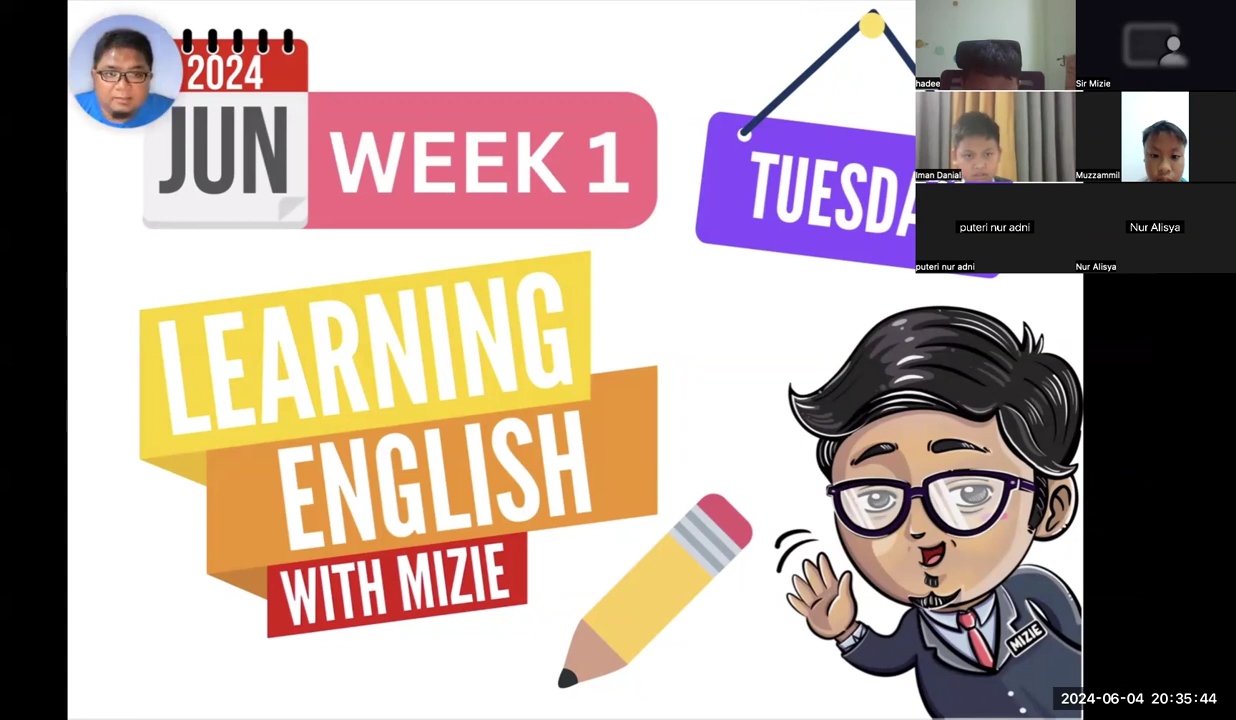 2024
JUN
WEEK 1
TUESDA
LEARNING
ENGLISH
WITH MIZIE
MIZIE
hadee
Sir Mizie
Iman Danial
Muzzammil
puteri nur adni
Nur Alisya
puteri nur adni
Nur Alisya
2024-06-04 20:35:44